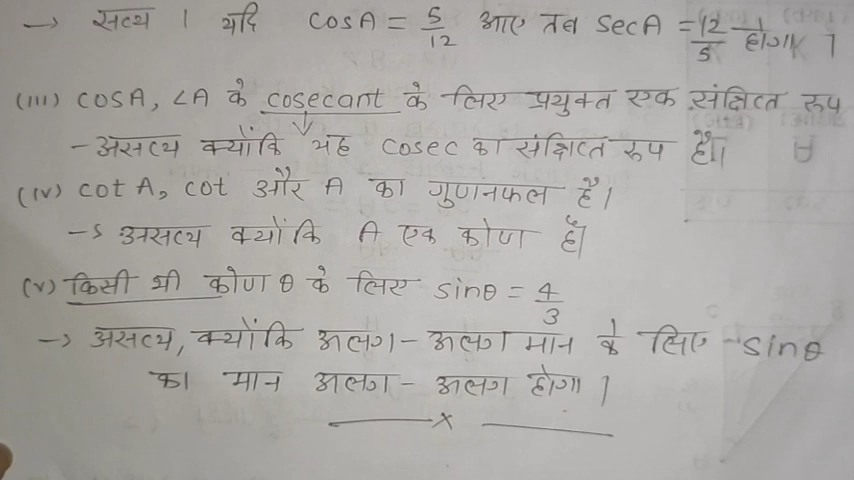 → सत्य । यदि cosA = 5/12 आए तब secA = 12/5 होगा ।
(iii) cosA, ∠A के cosecant के लिए प्रयुक्त एक संक्षिप्त रूप
- असत्य क्योंकि यह cosec का संक्षिप्त रूप है।
(iv) cot A, cot और A का गुणनफल है।
→ असत्य क्योंकि A एक कोण है।
(v) किसी भी कोण θ के लिए sinθ = 4/3
→ असत्य, क्योंकि अलग - अलग मान के लिए sinθ
का मान अलग - अलग होगा ।